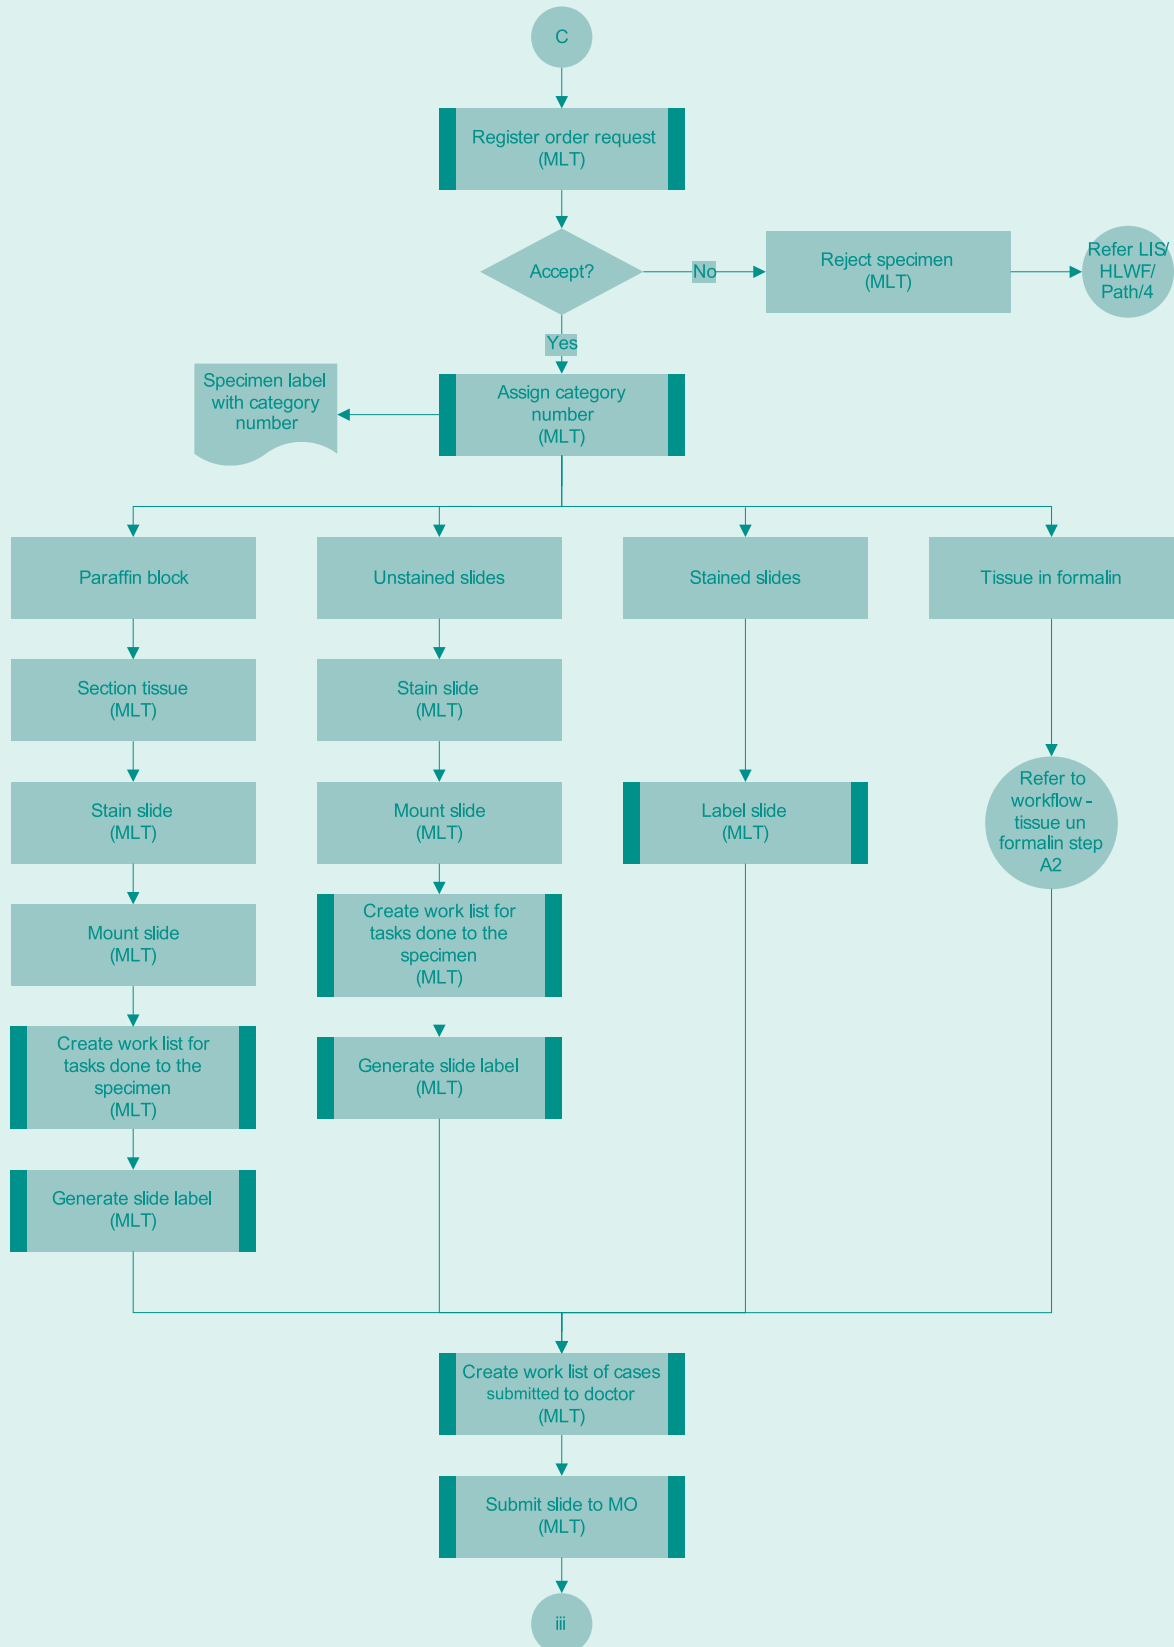 C
Register order request
(MLT)
Accept?
No
Reject specimen
(MLT)
Refer LIS/
HLWF/
Path/4
Yes
Specimen label
with category
number
Assign category
number
(MLT)
Paraffin block
Unstained slides
Stained slides
Tissue in formalin
Section tissue
(MLT)
Stain slide
(MLT)
Stain slide
(MLT)
Mount slide
(MLT)
Label slide
(MLT)
Refer to
workflow-
tissue un
formalin step
A2
Mount slide
(MLT)
Create work list for
tasks done to the
specimen
(MLT)
Create work list for
tasks done to the
specimen
(MLT)
Generate slide label
(MLT)
Generate slide label
(MLT)
Create work list of cases
submitted to doctor
(MLT)
Submit slide to MO
(MLT)
iii